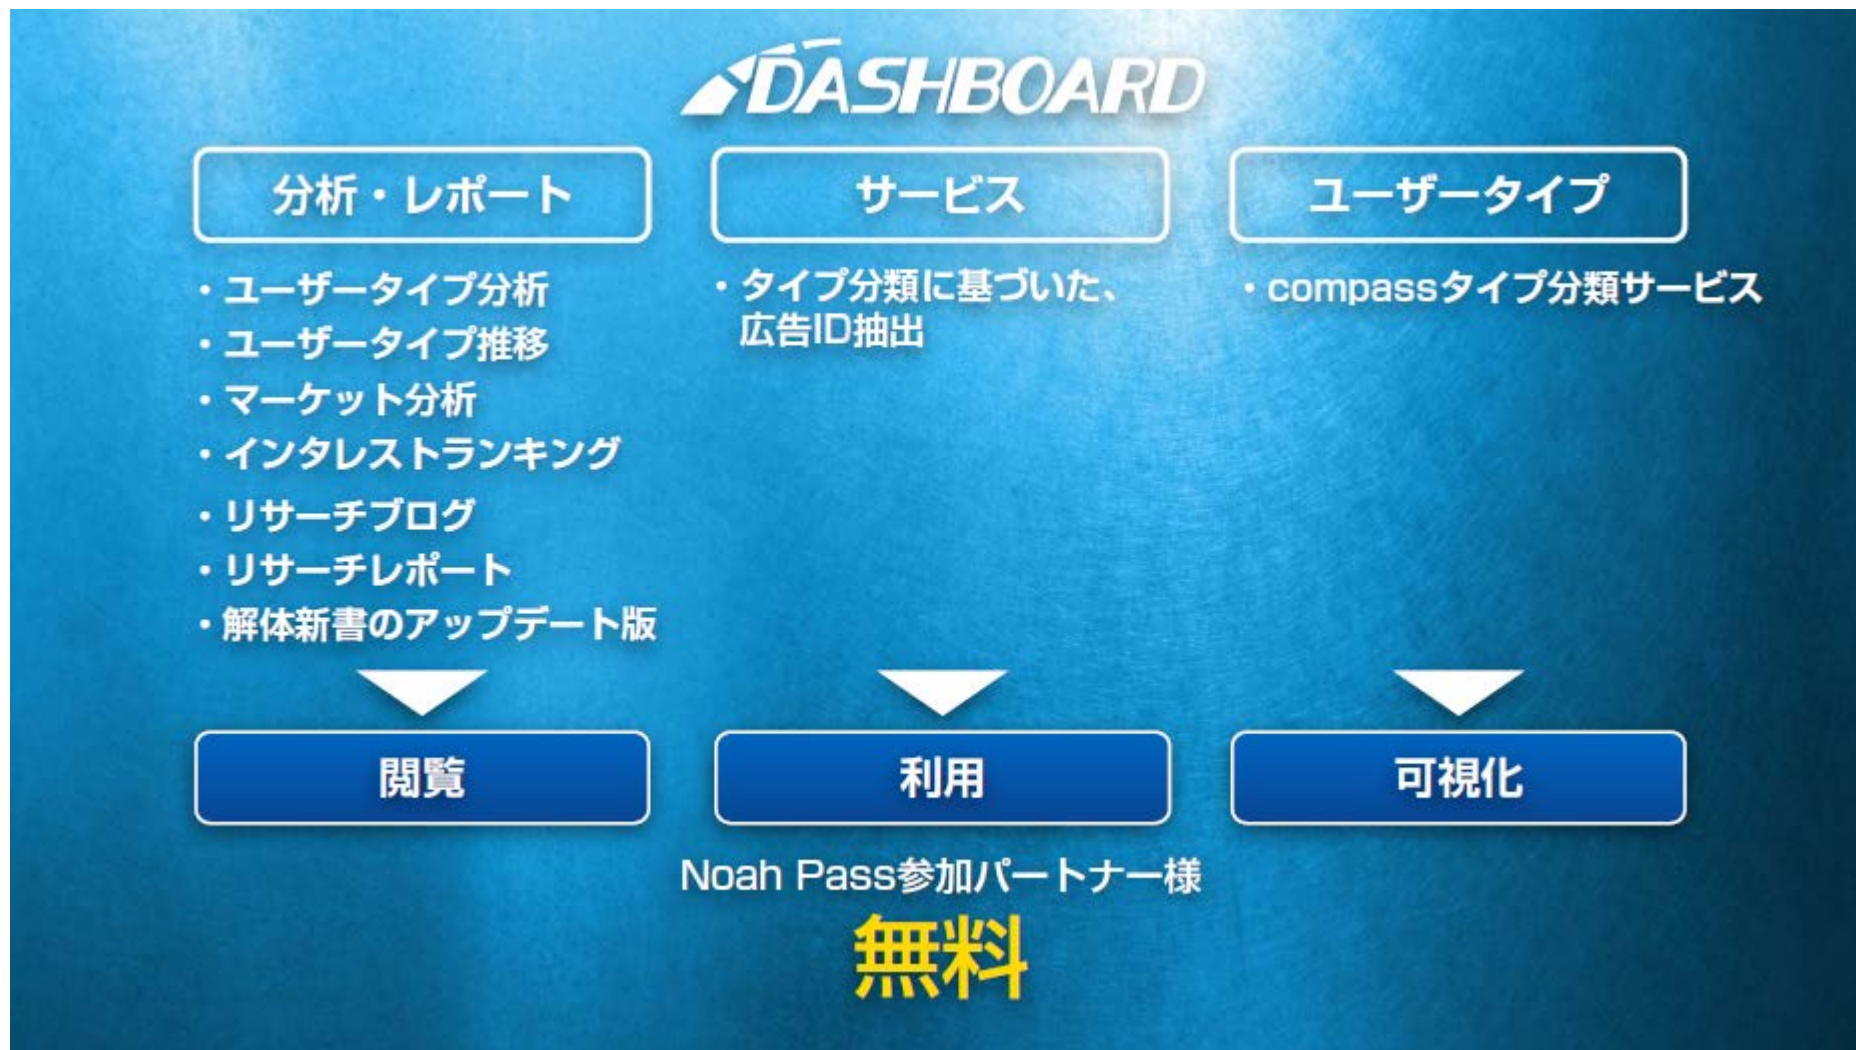 DASHBOARD
分析・レポート
・ユーザータイプ分析
・ユーザータイプ推移
・マーケット分析
・インタレストランキング
・リサーチブログ
・リサーチレポート
・解体新書のアップデート版
閲覧
サービス
・タイプ分類に基づいた、
広告ID抽出
利用
ユーザータイプ
・compassタイプ分類サービス
可視化
Noah Pass参加パートナー様
無料